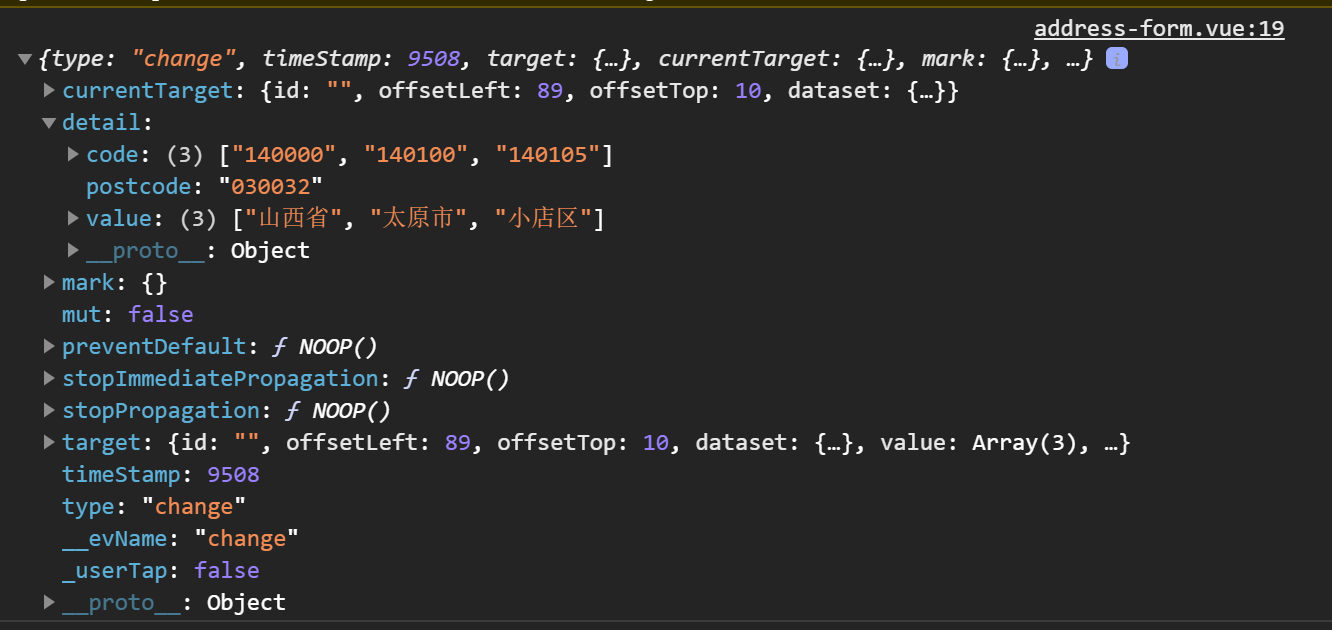 address-form.vue:19
{type: "change", timeStamp: 9508, target: {…}, currentTarget: {…}, mark: {…}, …} i
currentTarget: {id: "", offsetLeft: 89, offsetTop: 10, dataset: {…}}
detail:
code: (3) ["140000", "140100", "140105"]
postcode: "030032"
value: (3) ["山西省", "太原市", "小店区"]
__proto__: Object
mark: {}
mut: false
preventDefault: ƒ NOOP()
stopImmediatePropagation: ƒ NOOP()
stopPropagation: ƒ NOOP()
target: {id: "", offsetLeft: 89, offsetTop: 10, dataset: {…}, value: Array(3), …}
timeStamp: 9508
type: "change"
__evName: "change"
_userTap: false
__proto__: Object